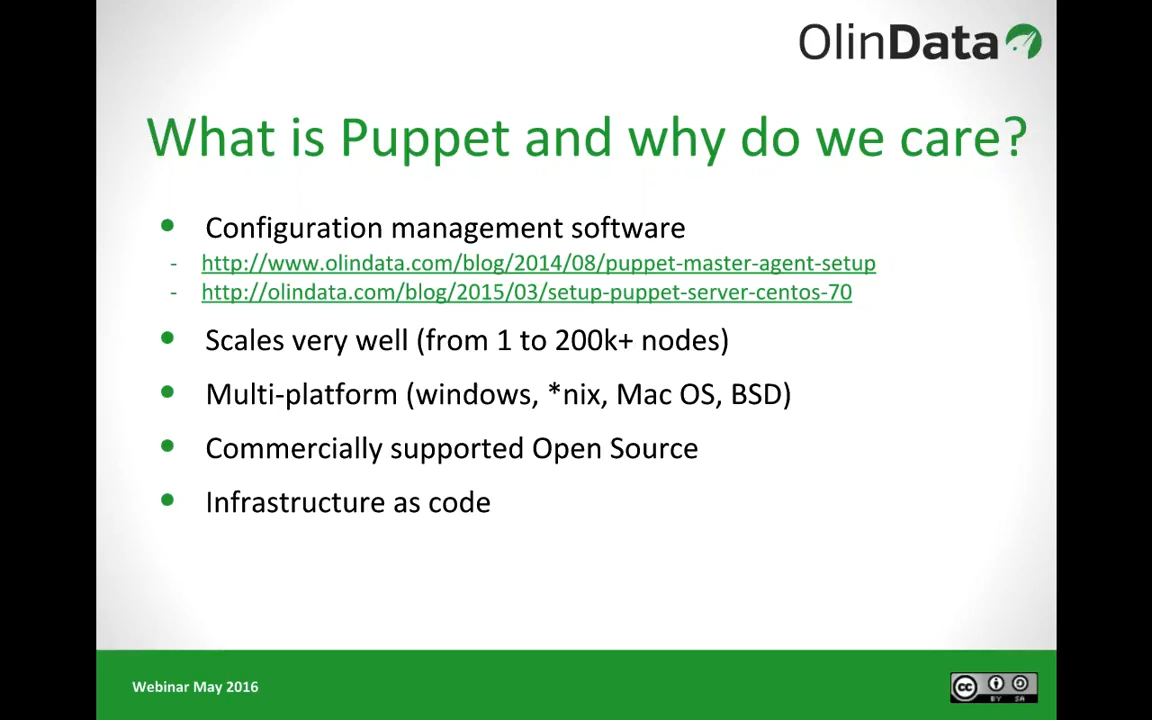 OlinData
What is Puppet and why do we care?
• Configuration management software
- http://www.olindata.com/blog/2014/08/puppet-master-agent-setup
- http://olindata.com/blog/2015/03/setup-puppet-server-centos-70
• Scales very well (from 1 to 200k+ nodes)
• Multi-platform (windows, *nix, Mac OS, BSD)
• Commercially supported Open Source
• Infrastructure as code
Webinar May 2016
cc
BY SA